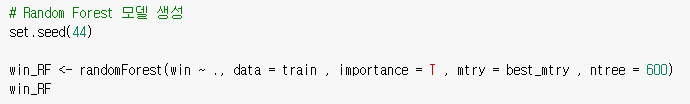 # Random Forest 모델 생성
set.seed(44)
win_RF <- randomForest(win ~ ., data = train , importance = T , mtry = best_mtry , ntree = 600)
win_RF